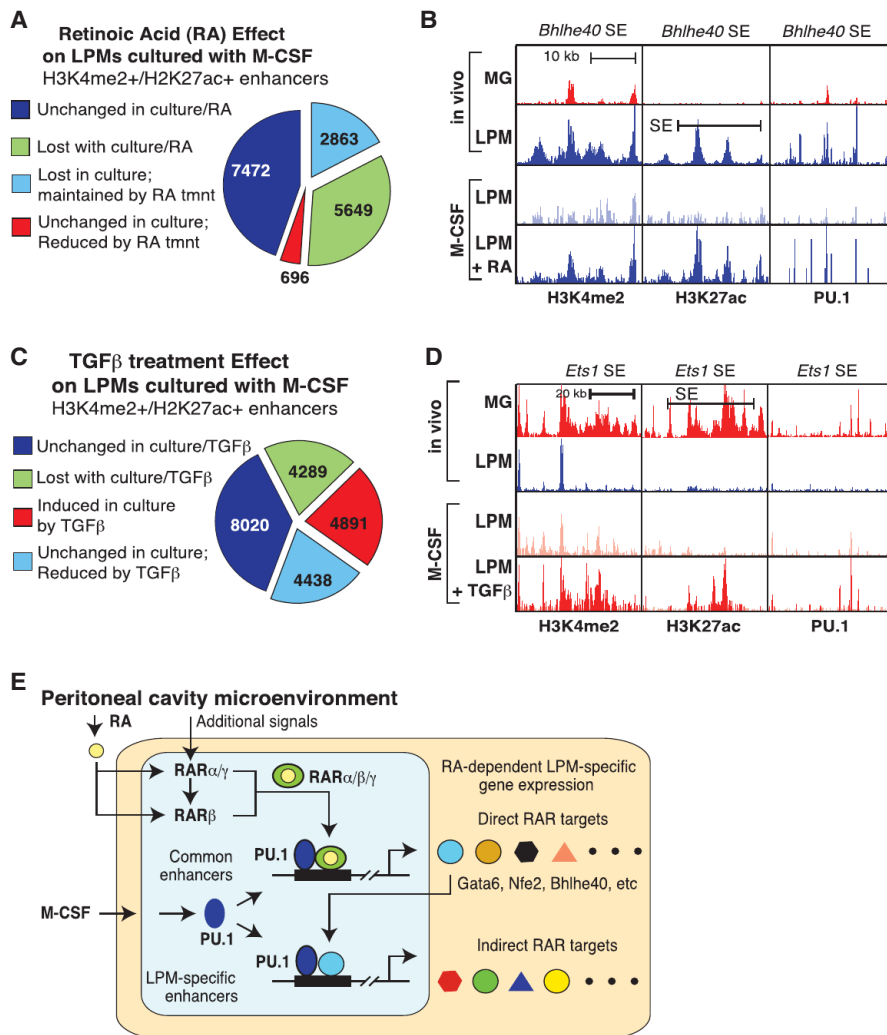 A
Retinoic Acid (RA) Effect
on LPMs cultured with M-CSF
H3K4me2+/H2K27ac+ enhancers
Unchanged in culture/RA
Lost with culture/RA
Lost in culture;
maintained by RA tmnt
Unchanged in culture;
Reduced by RA tmnt
7472
2863
5649
696
B
Bhlhe40 SE
Bhlhe40 SE
Bhlhe40 SE
10 kb
in vivo
MG
LPM
SE
M-CSF
LPM
LPM
+ RA
H3K4me2
H3K27ac
PU.1
C
TGFβ treatment Effect
on LPMs cultured with M-CSF
H3K4me2+/H2K27ac+ enhancers
Unchanged in culture/TGFβ
Lost with culture/TGFβ
Induced in culture
by TGFβ
Unchanged in culture;
Reduced by TGFβ
4289
8020
4891
4438
D
Ets1 SE
Ets1 SE
Ets1 SE
20 kb
SE
in vivo
MG
LPM
M-CSF
LPM
LPM
+ TGFβ
H3K4me2
H3K27ac
PU.1
E
Peritoneal cavity microenvironment
RA
Additional signals
RARα/γ
RARα/β/γ
RARβ
RA-dependent LPM-specific
gene expression
Direct RAR targets
PU.1
Common
enhancers
Gata6, Nfe2, Bhlhe40, etc
M-CSF
PU.1
PU.1
Indirect RAR targets
LPM-specific
enhancers